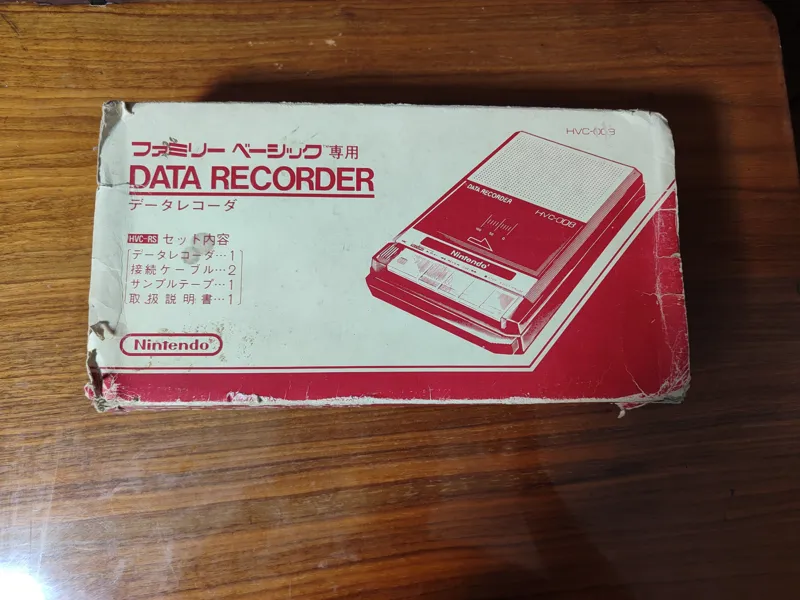 HVC-008
ファミリー ベーシック 専用
DATA RECORDER
データレコーダ
HVC-RS セット内容
データレコーダ…1
接続ケーブル…2
サンプルテープ…1
取扱説明書…1
Nintendo
DATA RECORDER
HVC-008
Nintendo